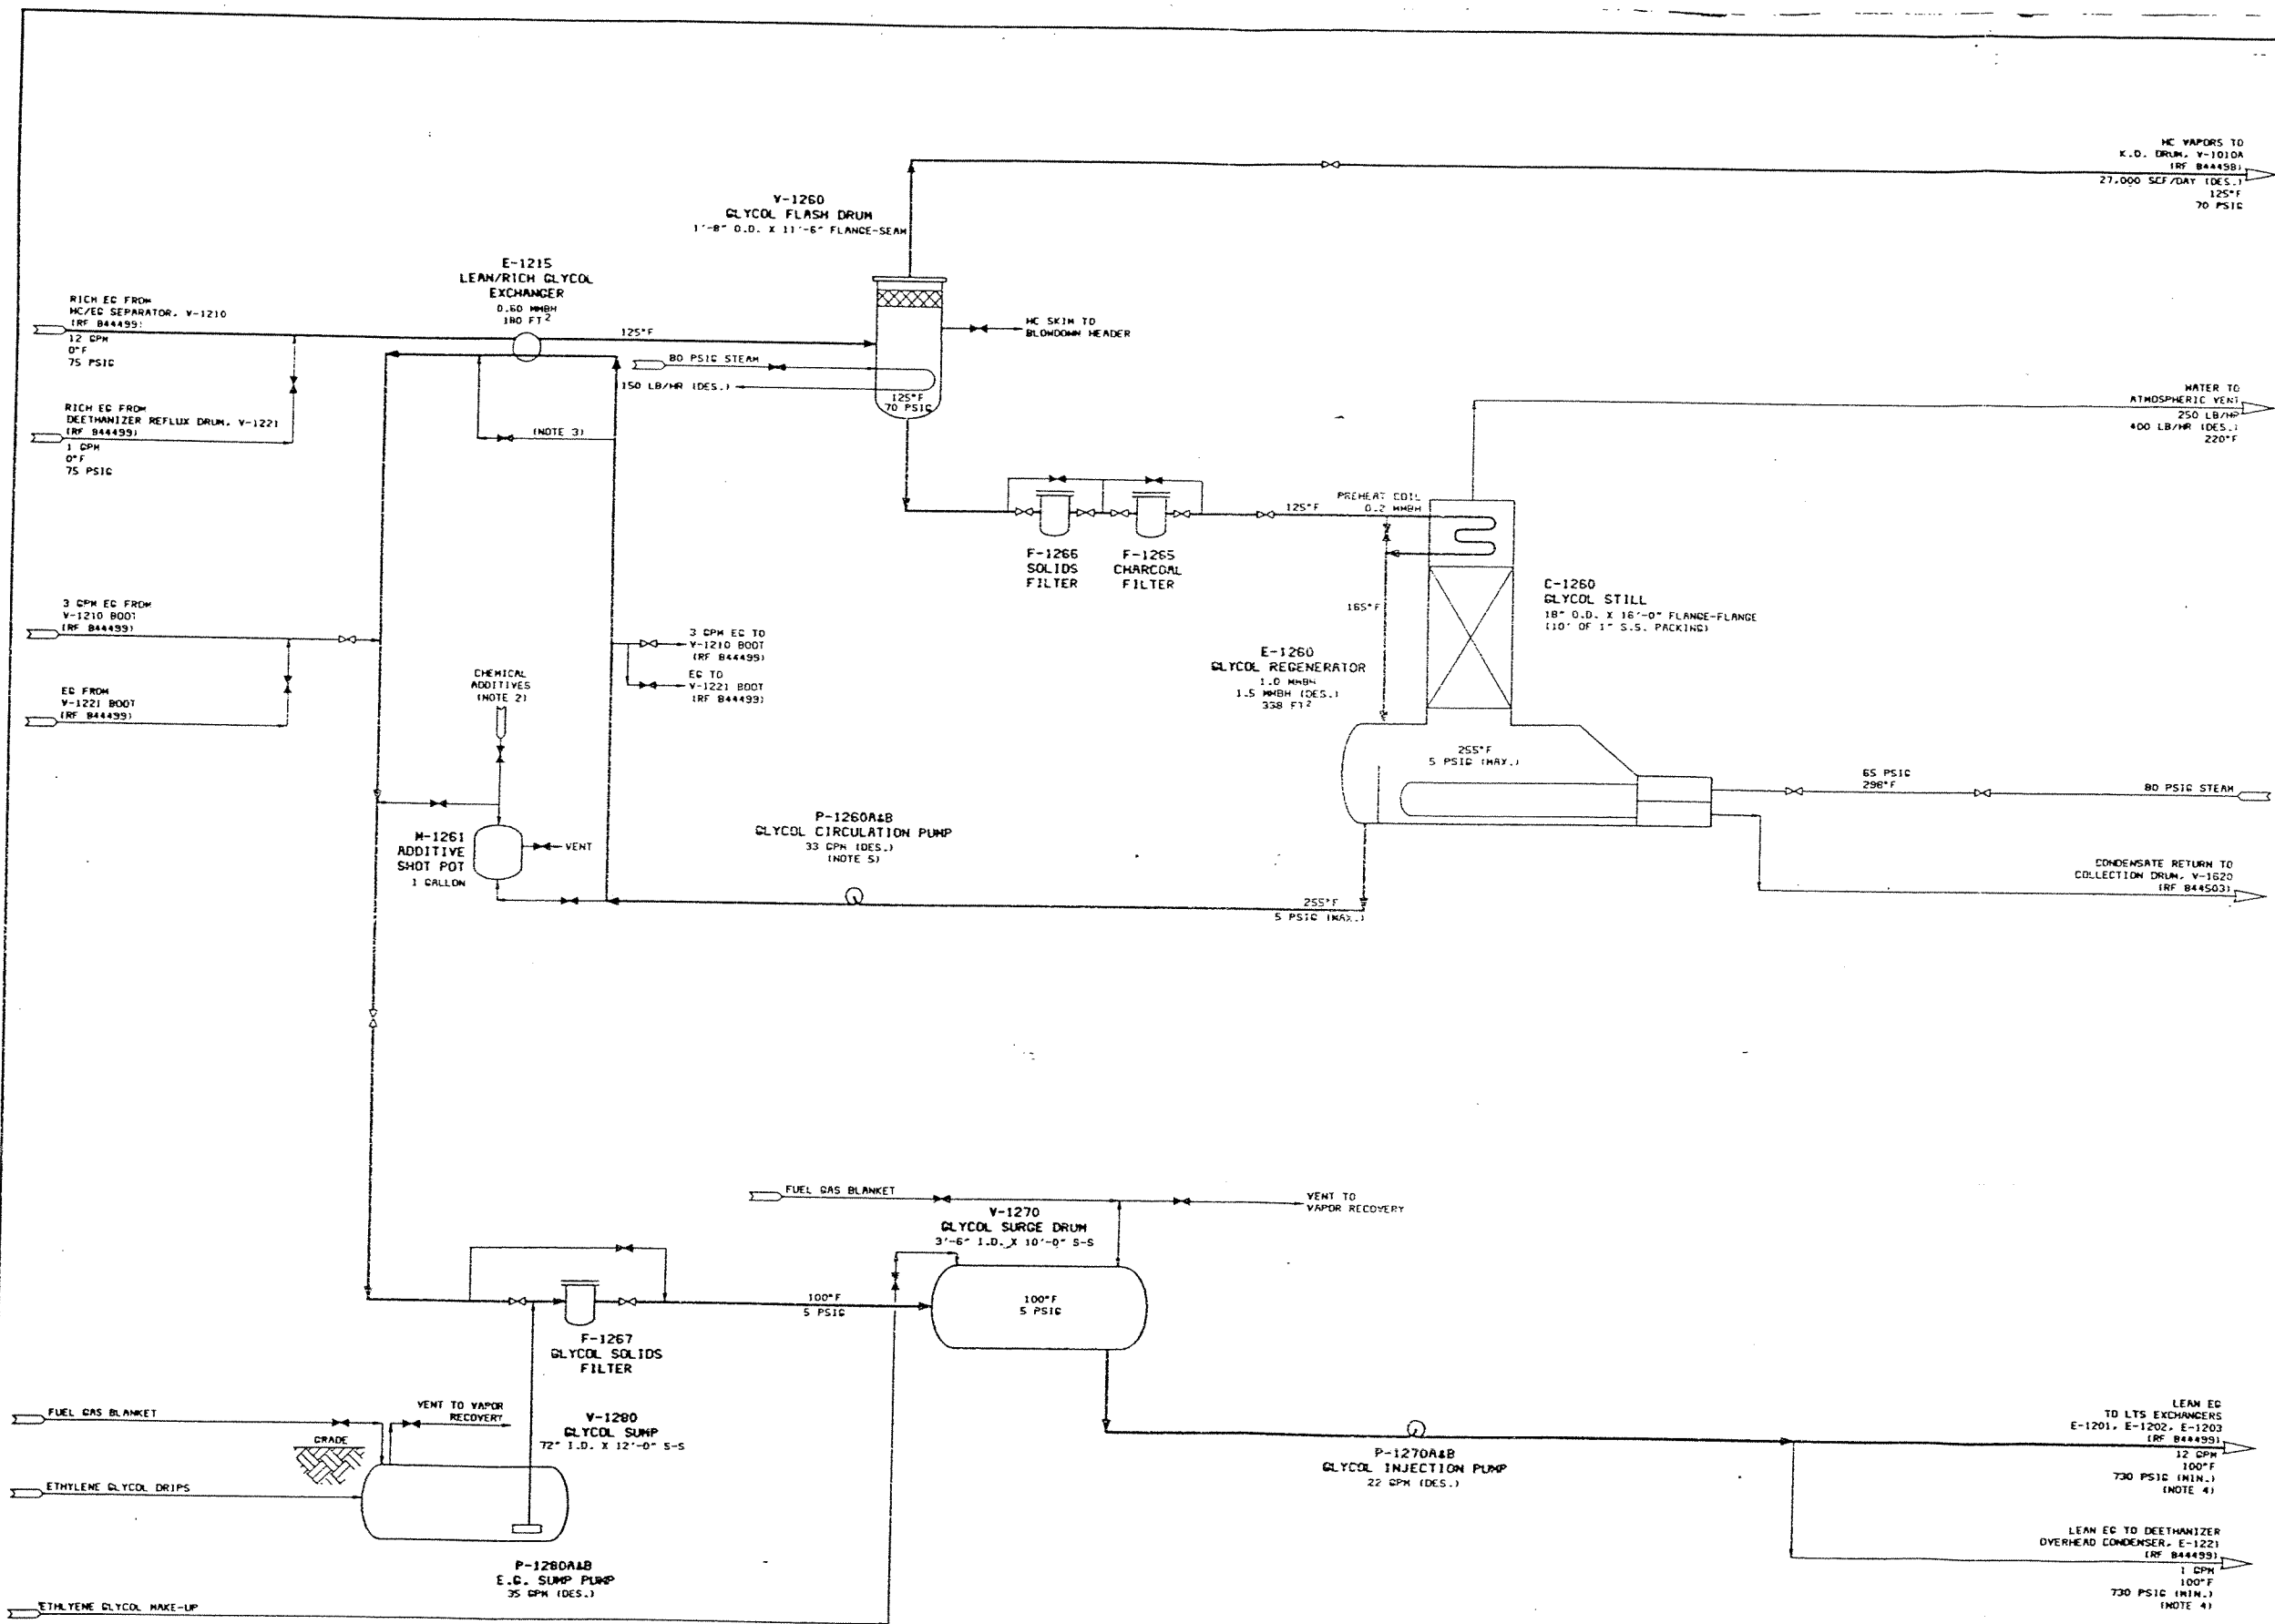 HC VAPORS TO
K.O. DRUM, V-1010A
(RF B44498)
27,000 SCF/DAY (DES.)
125°F
70 PSIG
V-1260
GLYCOL FLASH DRUM
1'-8" O.D. X 11'-6" FLANGE-SEAM
E-1215
LEAN/RICH GLYCOL
EXCHANGER
0.60 MMBH
180 FT²
RICH EG FROM
HC/EG SEPARATOR, V-1210
(RF B44499)
12 GPM
0°F
75 PSIG
125°F
HC SKIM TO
BLOWDOWN HEADER
80 PSIG STEAM
150 LB/HR (DES.)
125°F
70 PSIG
RICH EG FROM
DEETHANIZER REFLUX DRUM, V-1221
(RF B44499)
1 GPM
0°F
75 PSIG
(NOTE 3)
WATER TO
ATMOSPHERIC VENT
250 LB/HR
400 LB/HR (DES.)
220°F
PREHEAT COIL
0.2 MMBH
125°F
F-1266
SOLIDS
FILTER
F-1265
CHARCOAL
FILTER
165°F
C-1260
GLYCOL STILL
18" O.D. X 16'-0" FLANGE-FLANGE
(10' OF 1" S.S. PACKING)
3 GPM EG FROM
V-1210 BOOT
(RF B44499)
3 GPM EG TO
V-1210 BOOT
(RF B44499)
EG TO
V-1221 BOOT
(RF B44499)
E-1260
GLYCOL REGENERATOR
1.0 MMBH
1.5 MMBH (DES.)
338 FT²
EG FROM
V-1221 BOOT
(RF B44499)
CHEMICAL
ADDITIVES
(NOTE 2)
255°F
5 PSIG (MAX.)
65 PSIG
298°F
80 PSIG STEAM
M-1261
ADDITIVE
SHOT POT
1 GALLON
VENT
P-1260A&B
GLYCOL CIRCULATION PUMP
33 GPM (DES.)
(NOTE 5)
255°F
5 PSIG (MAX.)
CONDENSATE RETURN TO
COLLECTION DRUM, V-1620
(RF B44503)
FUEL GAS BLANKET
VENT TO
VAPOR RECOVERY
V-1270
GLYCOL SURGE DRUM
3'-6" I.D. X 10'-0" S-S
100°F
5 PSIG
100°F
5 PSIG
F-1267
GLYCOL SOLIDS
FILTER
FUEL GAS BLANKET
VENT TO VAPOR
RECOVERY
GRADE
V-1280
GLYCOL SUMP
72" I.D. X 12'-0" S-S
ETHYLENE GLYCOL DRIPS
P-1280A&B
E.G. SUMP PUMP
35 GPM (DES.)
ETHLYENE GLYCOL MAKE-UP
P-1270A&B
GLYCOL INJECTION PUMP
22 GPM (DES.)
LEAN EG
TO LTS EXCHANGERS
E-1201, E-1202, E-1203
(RF B44499)
12 GPM
100°F
730 PSIG (MIN.)
(NOTE 4)
LEAN EG TO DEETHANIZER
OVERHEAD CONDENSER, E-1221
(RF B44499)
1 GPM
100°F
730 PSIG (MIN.)
(NOTE 4)